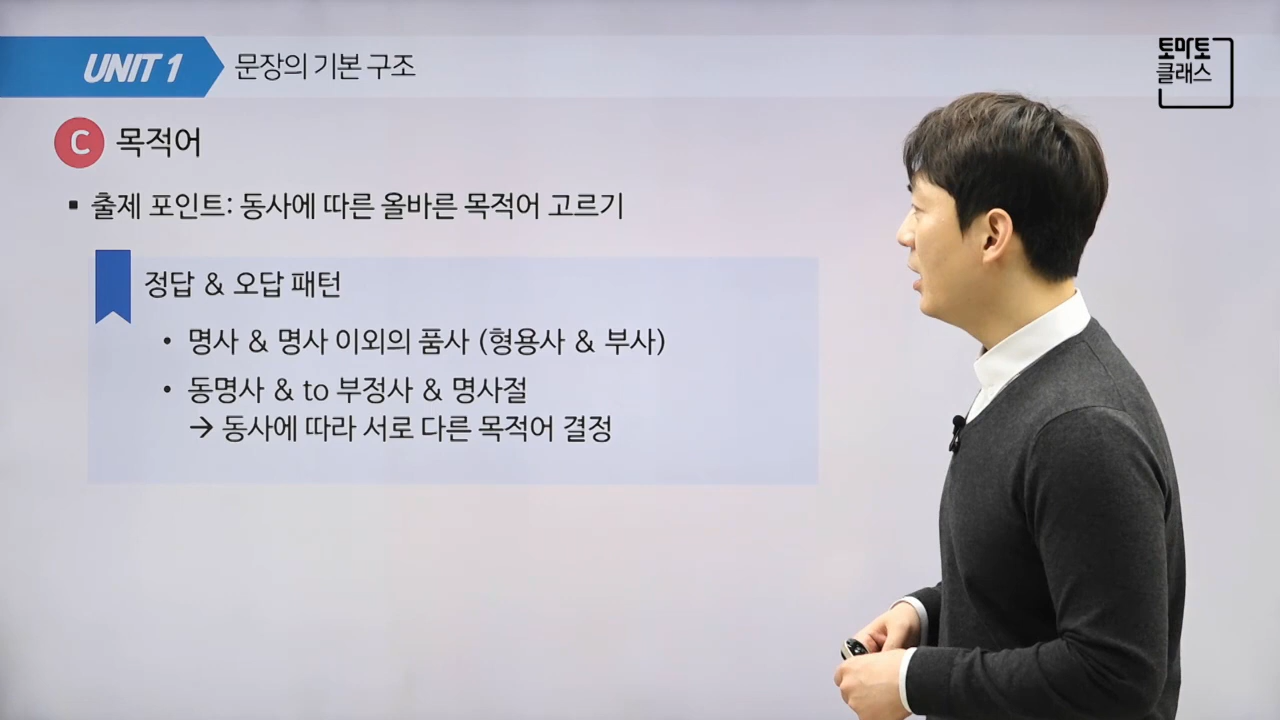 UNIT 1 문장의 기본 구조
토마토
클래스
C 목적어
▪ 출제 포인트: 동사에 따른 올바른 목적어 고르기
정답 & 오답 패턴
• 명사 & 명사 이외의 품사 (형용사 & 부사)
• 동명사 & to 부정사 & 명사절
→ 동사에 따라 서로 다른 목적어 결정